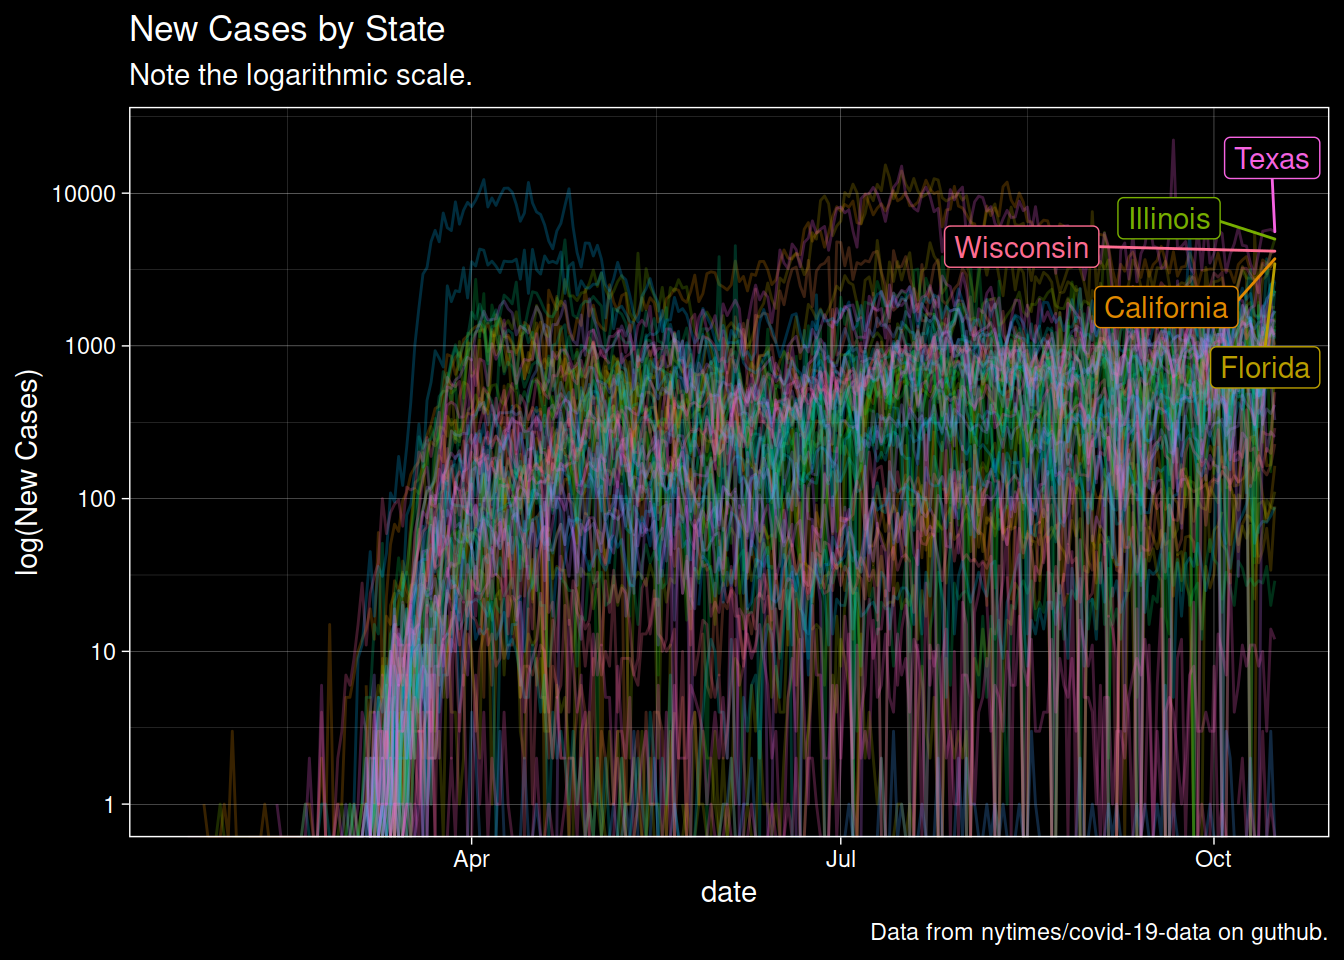 New Cases by State
Note the logarithmic scale.
log(New Cases)
10000
1000
100
10
1
Texas
Illinois
Wisconsin
California
Florida
Apr
Jul
Oct
date
Data from nytimes/covid-19-data on guthub.